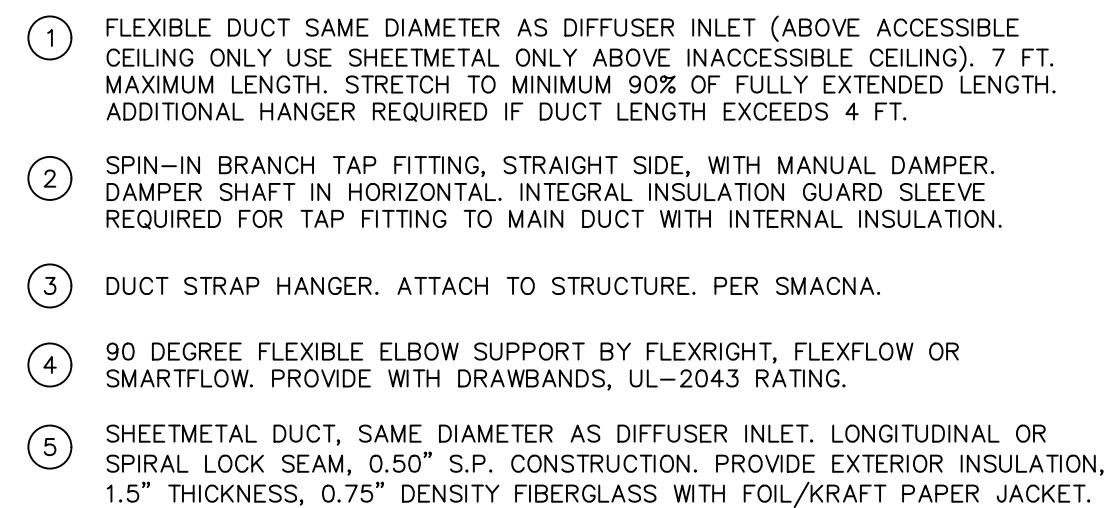 1 FLEXIBLE DUCT SAME DIAMETER AS DIFFUSER INLET (ABOVE ACCESSIBLE
CEILING ONLY USE SHEETMETAL ONLY ABOVE INACCESSIBLE CEILING). 7 FT.
MAXIMUM LENGTH. STRETCH TO MINIMUM 90% OF FULLY EXTENDED LENGTH.
ADDITIONAL HANGER REQUIRED IF DUCT LENGTH EXCEEDS 4 FT.
2 SPIN-IN BRANCH TAP FITTING, STRAIGHT SIDE, WITH MANUAL DAMPER.
DAMPER SHAFT IN HORIZONTAL. INTEGRAL INSULATION GUARD SLEEVE
REQUIRED FOR TAP FITTING TO MAIN DUCT WITH INTERNAL INSULATION.
3 DUCT STRAP HANGER. ATTACH TO STRUCTURE. PER SMACNA.
4 90 DEGREE FLEXIBLE ELBOW SUPPORT BY FLEXRIGHT, FLEXFLOW OR
SMARTFLOW. PROVIDE WITH DRAWBANDS, UL-2043 RATING.
5 SHEETMETAL DUCT, SAME DIAMETER AS DIFFUSER INLET. LONGITUDINAL OR
SPIRAL LOCK SEAM, 0.50" S.P. CONSTRUCTION. PROVIDE EXTERIOR INSULATION,
1.5" THICKNESS, 0.75" DENSITY FIBERGLASS WITH FOIL/KRAFT PAPER JACKET.